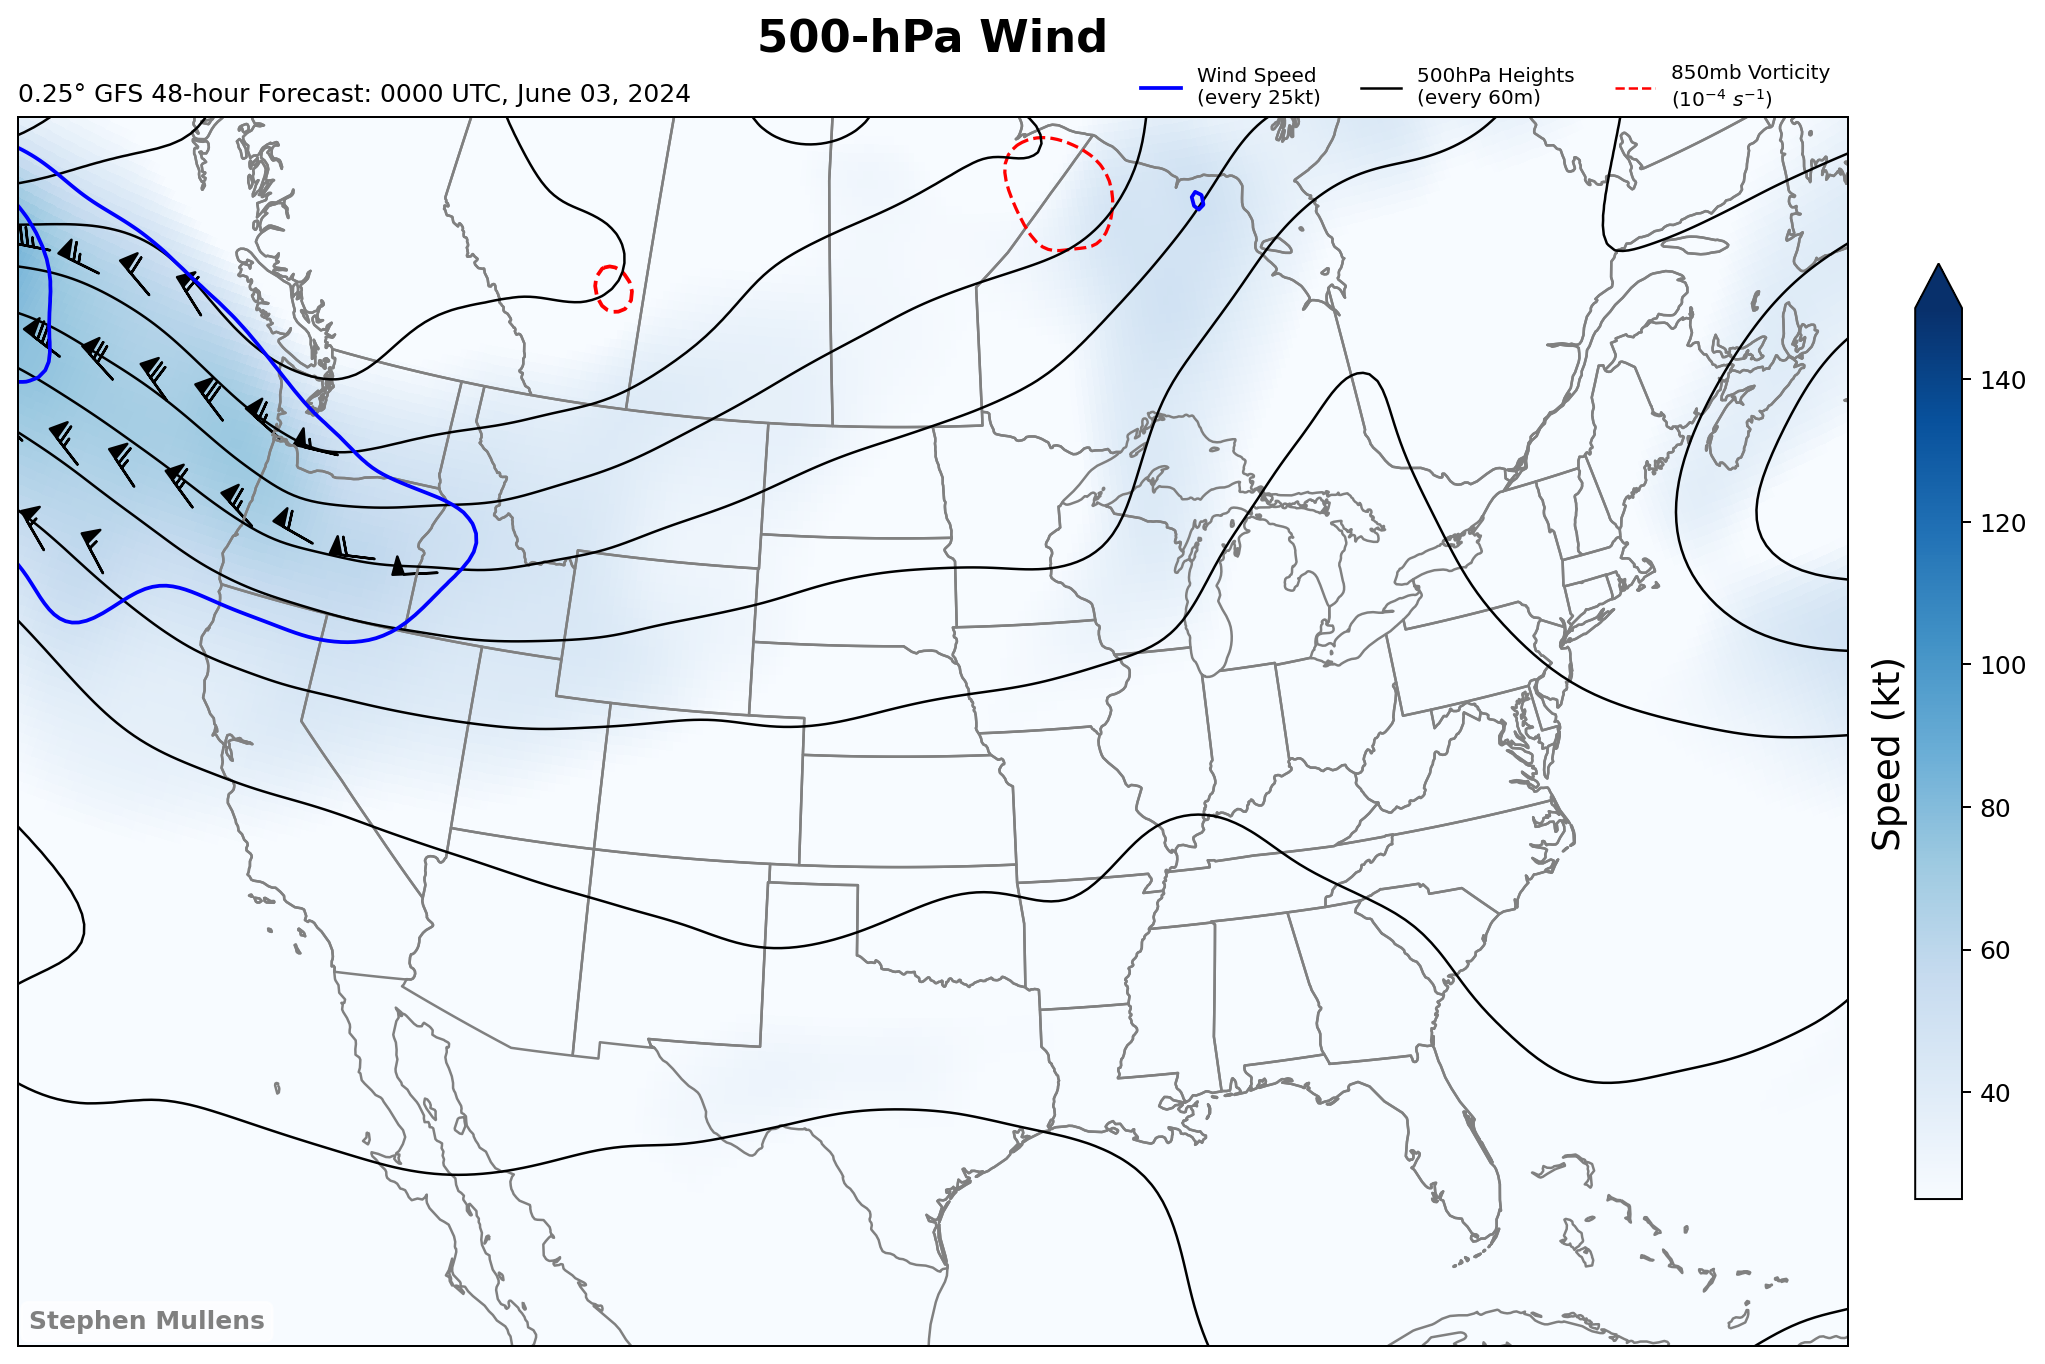 500-hPa Wind
0.25° GFS 48-hour Forecast: 0000 UTC, June 03, 2024
Wind Speed
(every 25kt)
500hPa Heights
(every 60m)
850mb Vorticity
(10⁻⁴ s⁻¹)
140
120
100
80
60
40
Speed (kt)
Stephen Mullens